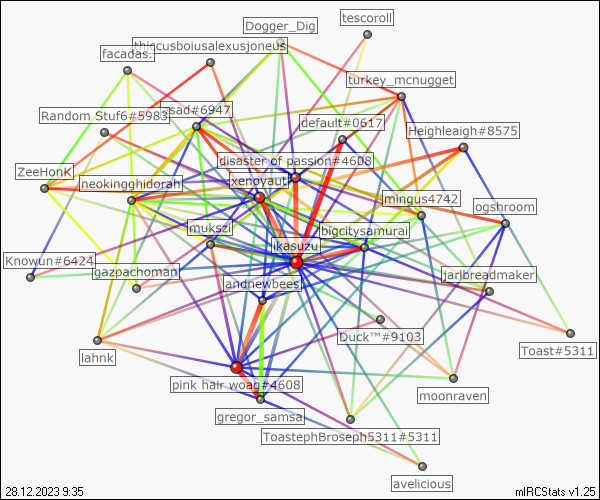 tescoroll
Dogger_Dig
thiccusboiusalexusjoneus
facadas.
turkey_mcnugget
sad#6947
Random Stuf6#5983
default#0617
Heighleaigh#8575
disaster of passion#4608
ZeeHonK
neokingghidorah
xenoyaut
mingus4742
ogshroom
mukszi
bigcitysamurai
ikasuzu
Knowun#6424
gazpachoman
jarlbreadmaker
andnewbees
Duck™#9103
Toast#5311
lahnk
pink hair woag#4608
moonraven
gregor_samsa
ToastephBroseph5311#5311
avelicious
28.12.2023 9:35
mIRCStats v1.25